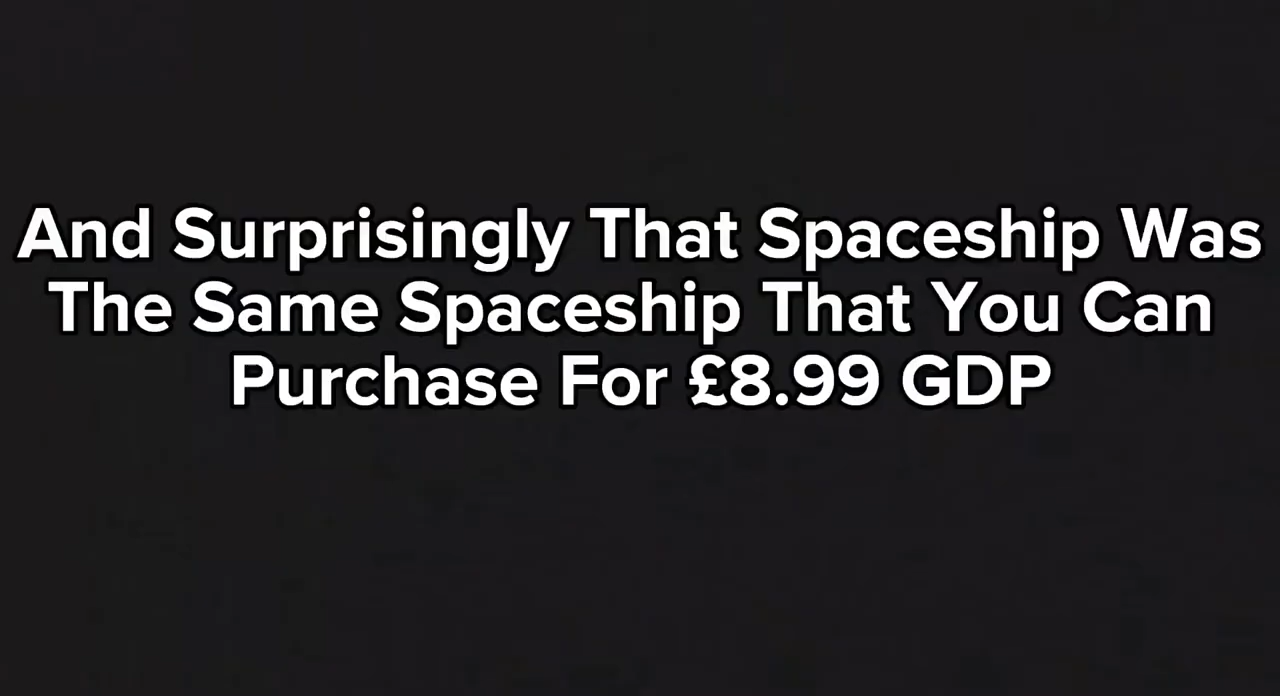 And Surprisingly That Spaceship Was
The Same Spaceship That You Can
Purchase For £8.99 GDP